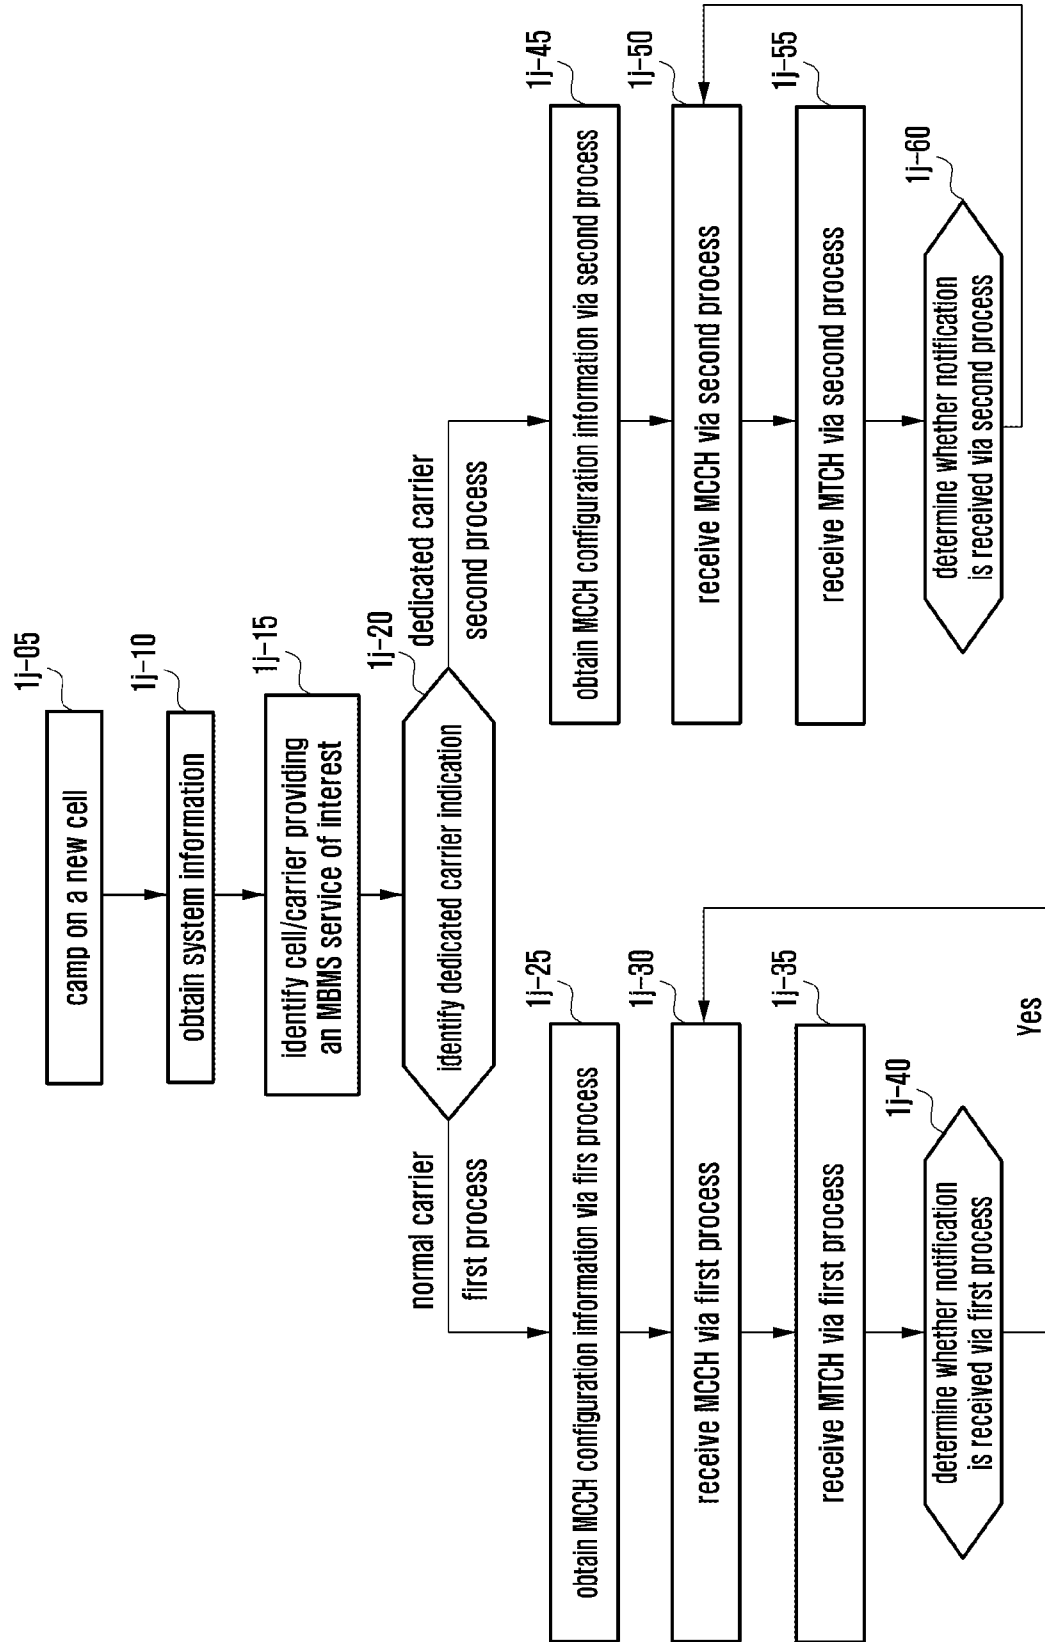 camp on a new cell
1j-05
obtain system information
1j-10
identify cell/carrier providing
an MBMS service of interest
1j-15
identify dedicated carrier indication
1j-20
normal carrier
first process
dedicated carrier
second process
obtain MCCH configuration information via firs process
1j-25
receive MCCH via first process
1j-30
receive MTCH via first process
1j-35
determine whether notification
is received via first process
1j-40
Yes
obtain MCCH configuration information via second process
1j-45
receive MCCH via second process
1j-50
receive MTCH via second process
1j-55
determine whether notification
is received via second process
1j-60